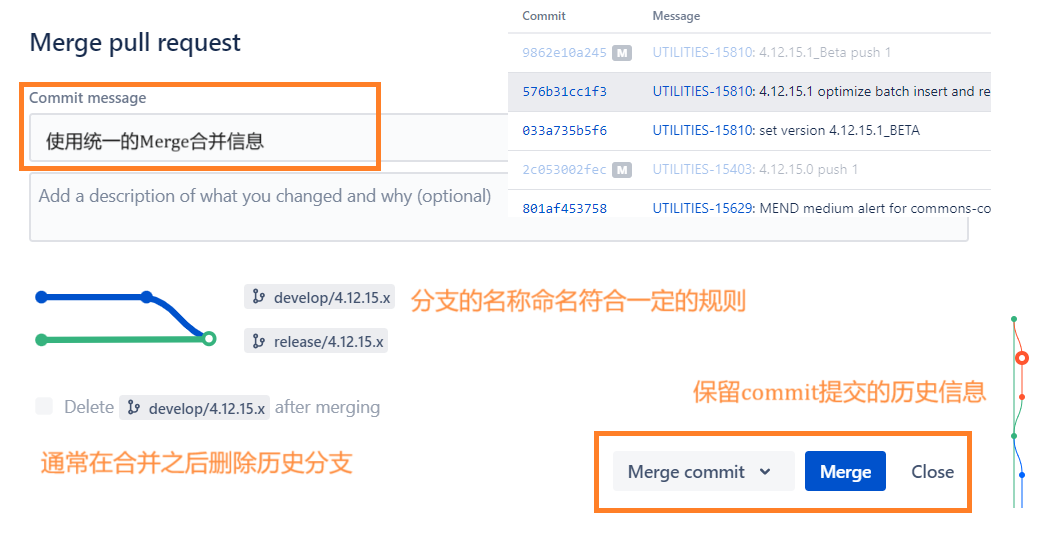 Merge pull request
Commit message
使用统一的Merge合并信息
Add a description of what you changed and why (optional)
Commit Message
9862e10a245 M UTILITIES-15810: 4.12.15.1_Beta push 1
576b31cc1f3 UTILITIES-15810: 4.12.15.1 optimize batch insert and re
033a735b5f6 UTILITIES-15810: set version 4.12.15.1_BETA
2c053002fec M UTILITIES-15403: 4.12.15.0 push 1
801af453758 UTILITIES-15629: MEND medium alert for commons-co
develop/4.12.15.x 分支的名称命名符合一定的规则
release/4.12.15.x
Delete develop/4.12.15.x after merging
保留commit提交的历史信息
通常在合并之后删除历史分支
Merge commit Merge Close